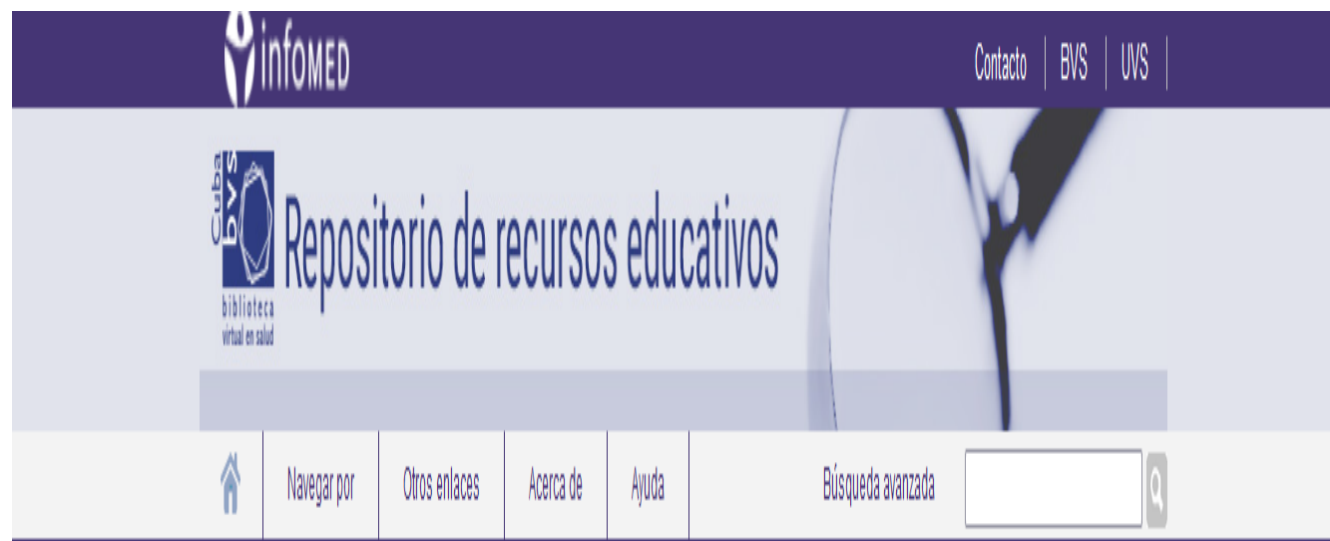 infoMED
Contacto BVS UVS
Cuba
bvs
biblioteca
virtual en salud
Repositorio de recursos educativos
Navegar por Otros enlaces Acerca de Ayuda Búsqueda avanzada